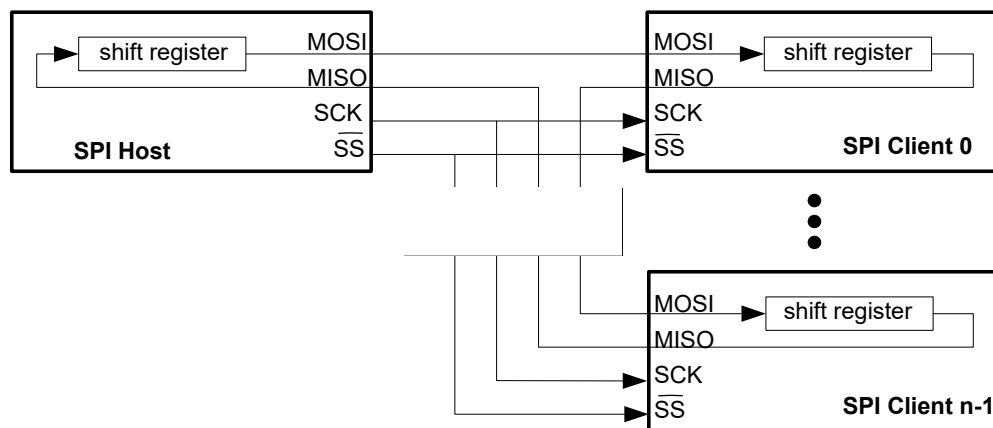 shift register
MOSI
MISO
SCK
SS
SPI Host
MOSI
shift register
MISO
SCK
SS
SPI Client 0
MOSI
shift register
MISO
SCK
SS
SPI Client n-1